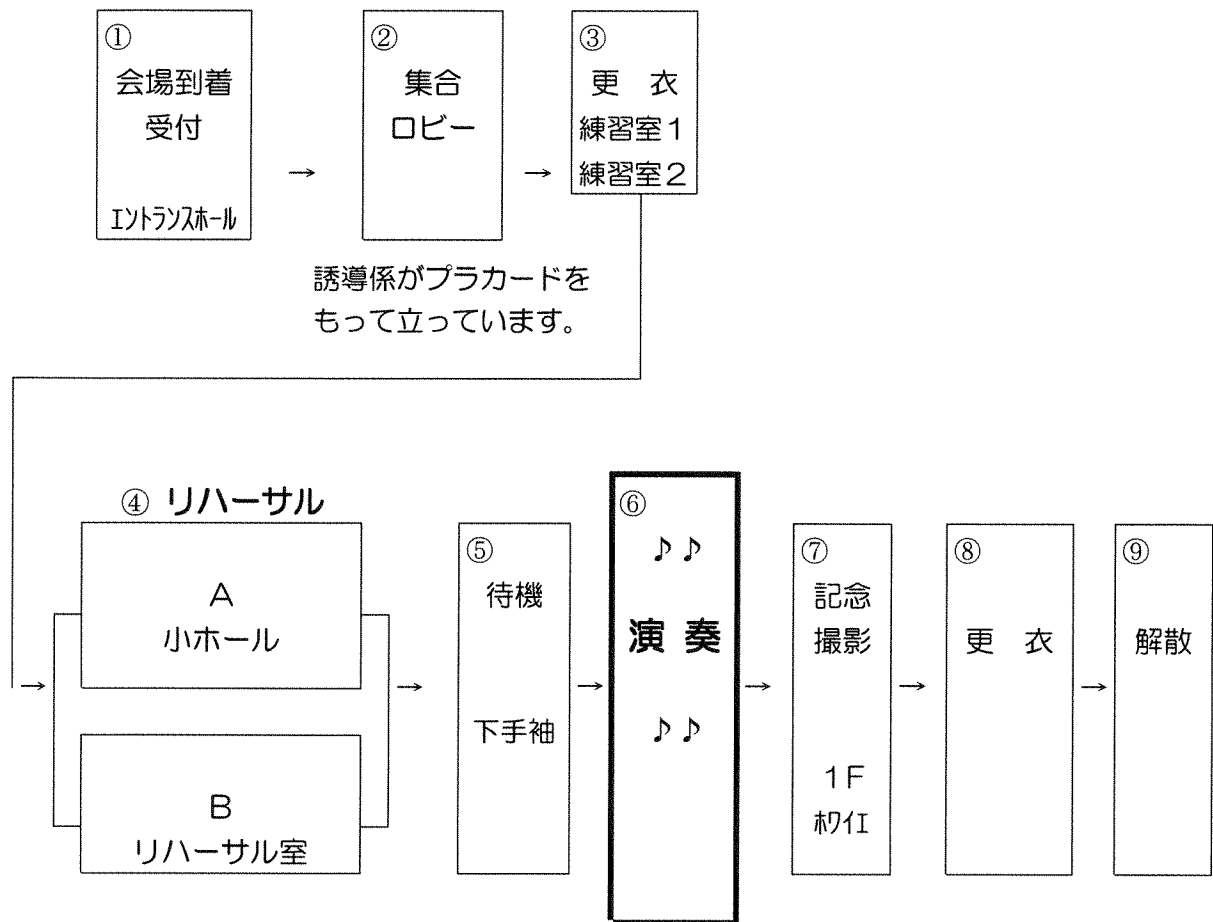 ①
会場到着
受付
エントランスホール
→
②
集合
ロビー
→
③
更　衣
練習室１
練習室２
誘導係がプラカードを
もって立っています。
④ リハーサル
→
A
小ホール
B
リハーサル室
→
⑤
待機
下手袖
→
⑥
♪♪
演 奏
♪♪
→
⑦
記念
撮影
１F
ﾎﾜｲｴ
→
⑧
更　衣
→
⑨
解散